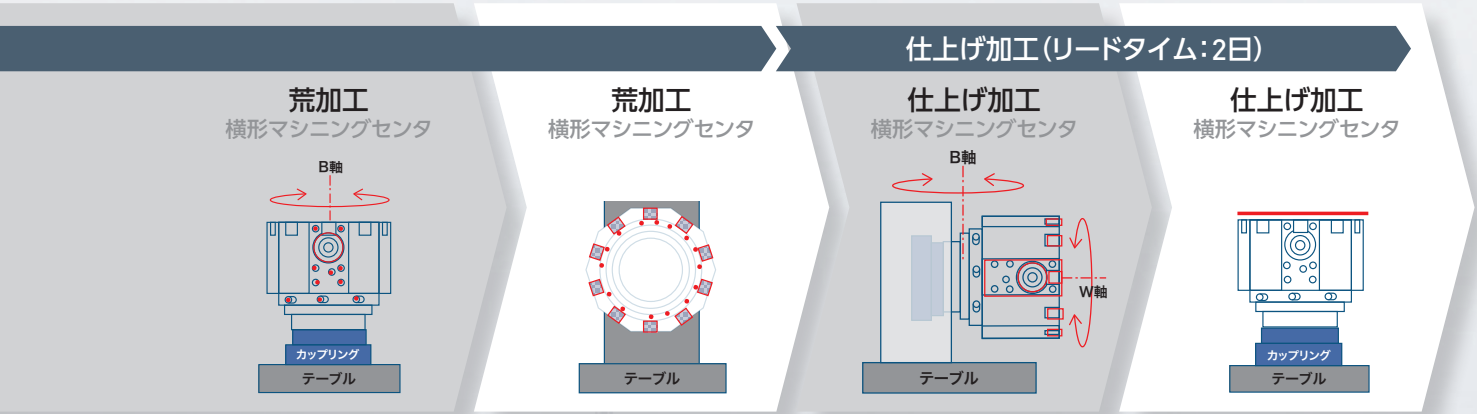 仕上げ加工(リードタイム:2日)
荒加工
横形マシニングセンタ
B軸
カップリング
テーブル
荒加工
横形マシニングセンタ
テーブル
仕上げ加工
横形マシニングセンタ
B軸
W軸
テーブル
仕上げ加工
横形マシニングセンタ
カップリング
テーブル